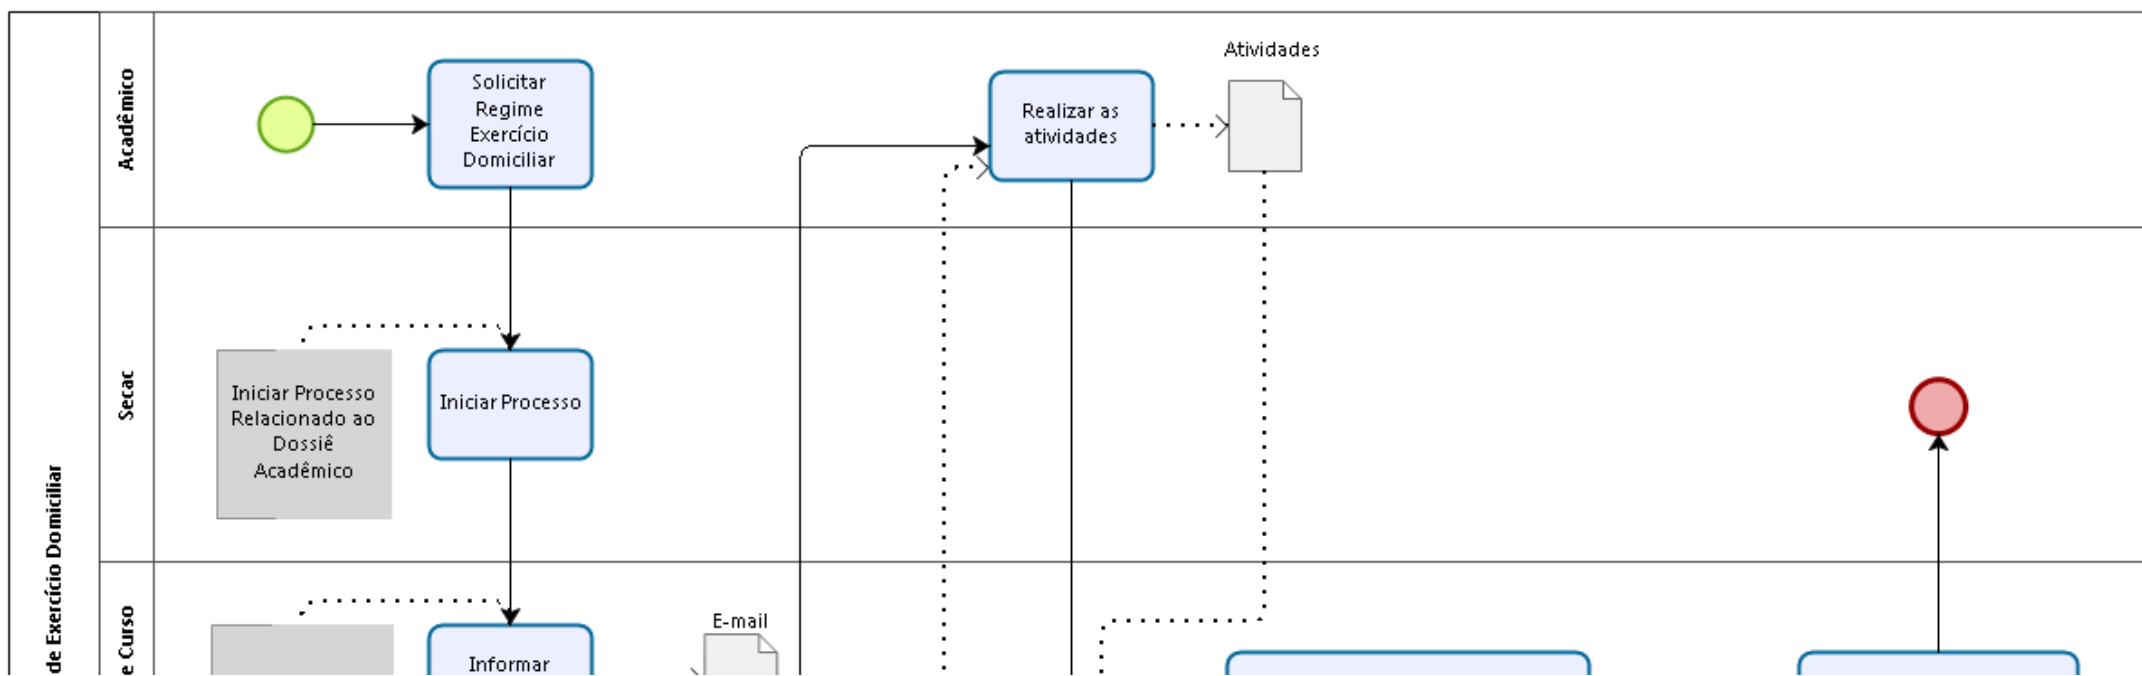 Atividades
Acadêmico
Solicitar
Regime
Exercício
Domiciliar
Realizar as
atividades
Secac
Iniciar Processo
Relacionado ao
Dossiê
Acadêmico
Iniciar Processo
de Exercício Domiciliar
e Curso
E-mail
Informar